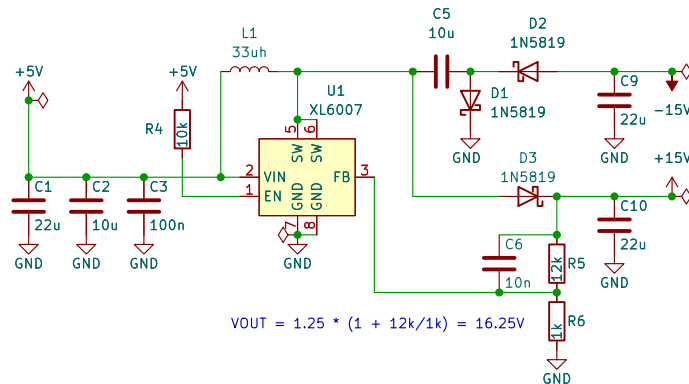 C5
10u
D2
1N5819
L1
33uh
+5V
+5V
U1
XL6007
R4
10k
D1
1N5819
GND
C9
22u
GND
-15V
5
6
SW
SW
2
VIN
1
EN
FB
3
GND
GND
7
8
GND
D3
1N5819
+15V
C1
22u
GND
C2
10u
GND
C3
100n
GND
C10
22u
GND
C6
10n
R5
12k
R6
1k
GND
VOUT = 1.25 * (1 + 12k/1k) = 16.25V